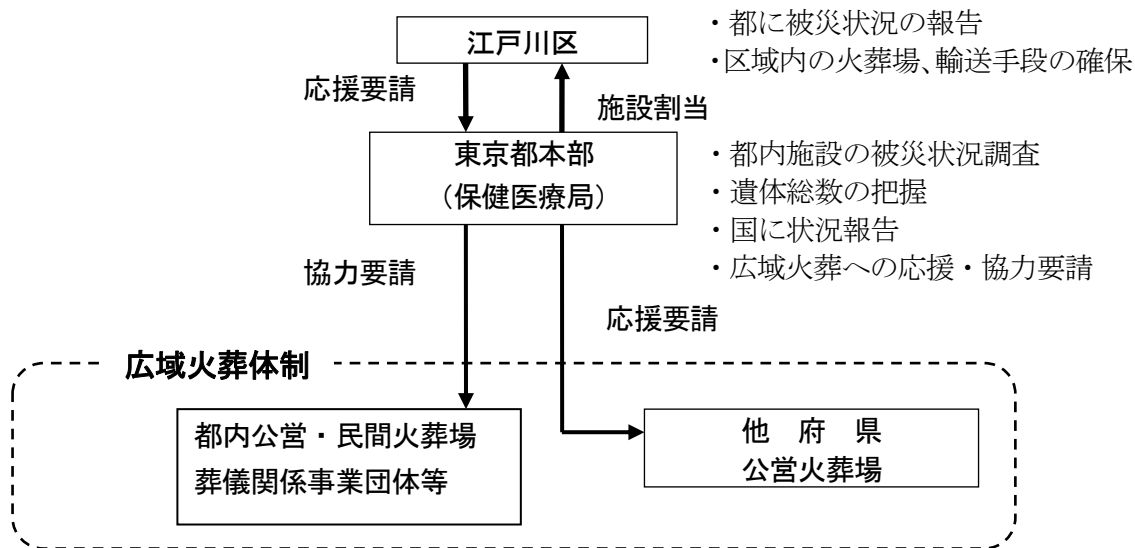 江戸川区
・都に被災状況の報告
・区域内の火葬場、輸送手段の確保
応援要請
施設割当
東京都本部
（保健医療局）
・都内施設の被災状況調査
・遺体総数の把握
・国に状況報告
・広域火葬への応援・協力要請
協力要請
応援要請
広域火葬体制
都内公営・民間火葬場
葬儀関係事業団体等
他　府　県
公営火葬場